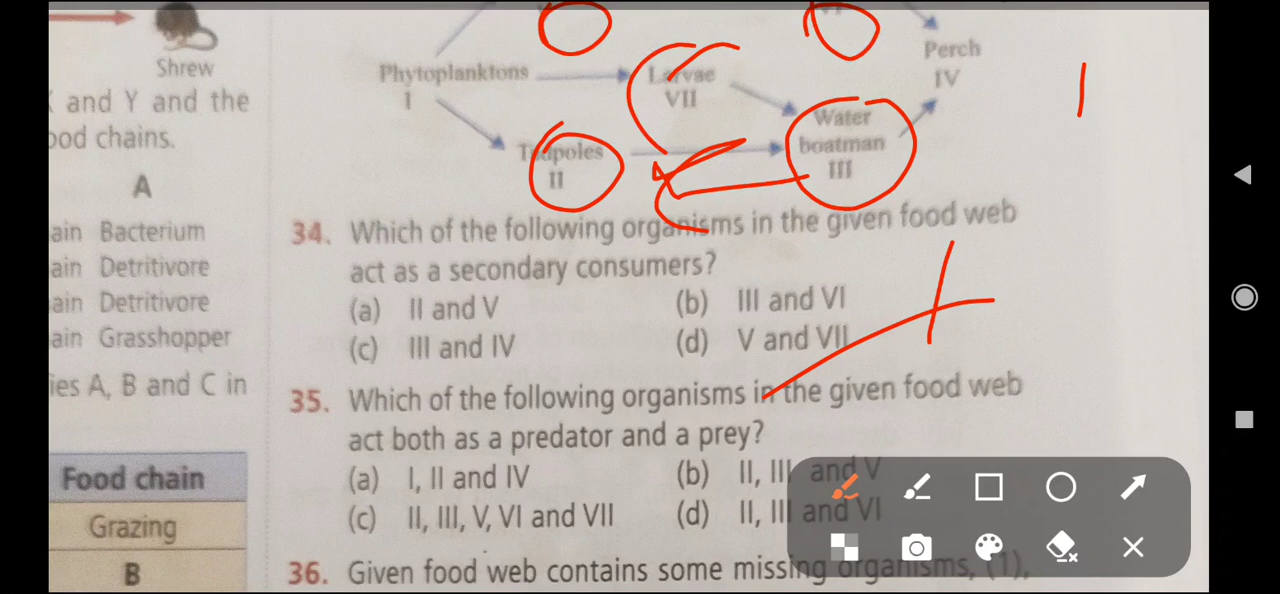 Shrew
Phytoplanktons
I
Larvae
VII
Perch
IV
Tadpoles
II
Water
boatman
III
VI
and Y and the
ood chains.
A
ain Bacterium
ain Detritivore
ain Detritivore
ain Grasshopper
ies A, B and C in
Food chain
Grazing
B
34. Which of the following organisms in the given food web
act as a secondary consumers?
(a) II and V (b) III and VI
(c) III and IV (d) V and VII
35. Which of the following organisms in the given food web
act both as a predator and a prey?
(a) I, II and IV (b) II, III and V
(c) II, III, V, VI and VII (d) II, III and VI
36. Given food web contains some missing organisms, (1),